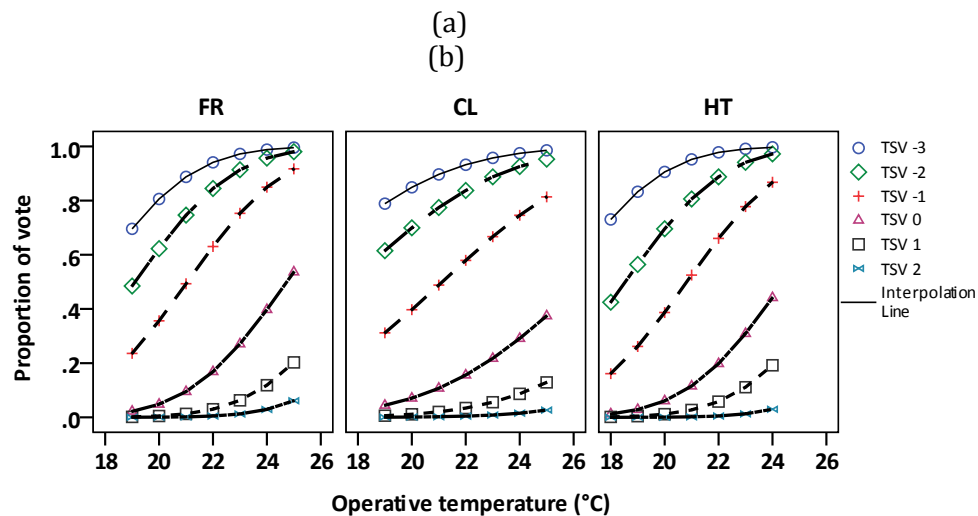 (a)
(b)
FR CL HT
1.0
.8
.6
.4
.2
.0
Proportion of vote
18 20 22 24 26 18 20 22 24 26 18 20 22 24 26
Operative temperature (°C)
TSV -3
TSV -2
TSV -1
TSV 0
TSV 1
TSV 2
Interpolation
Line